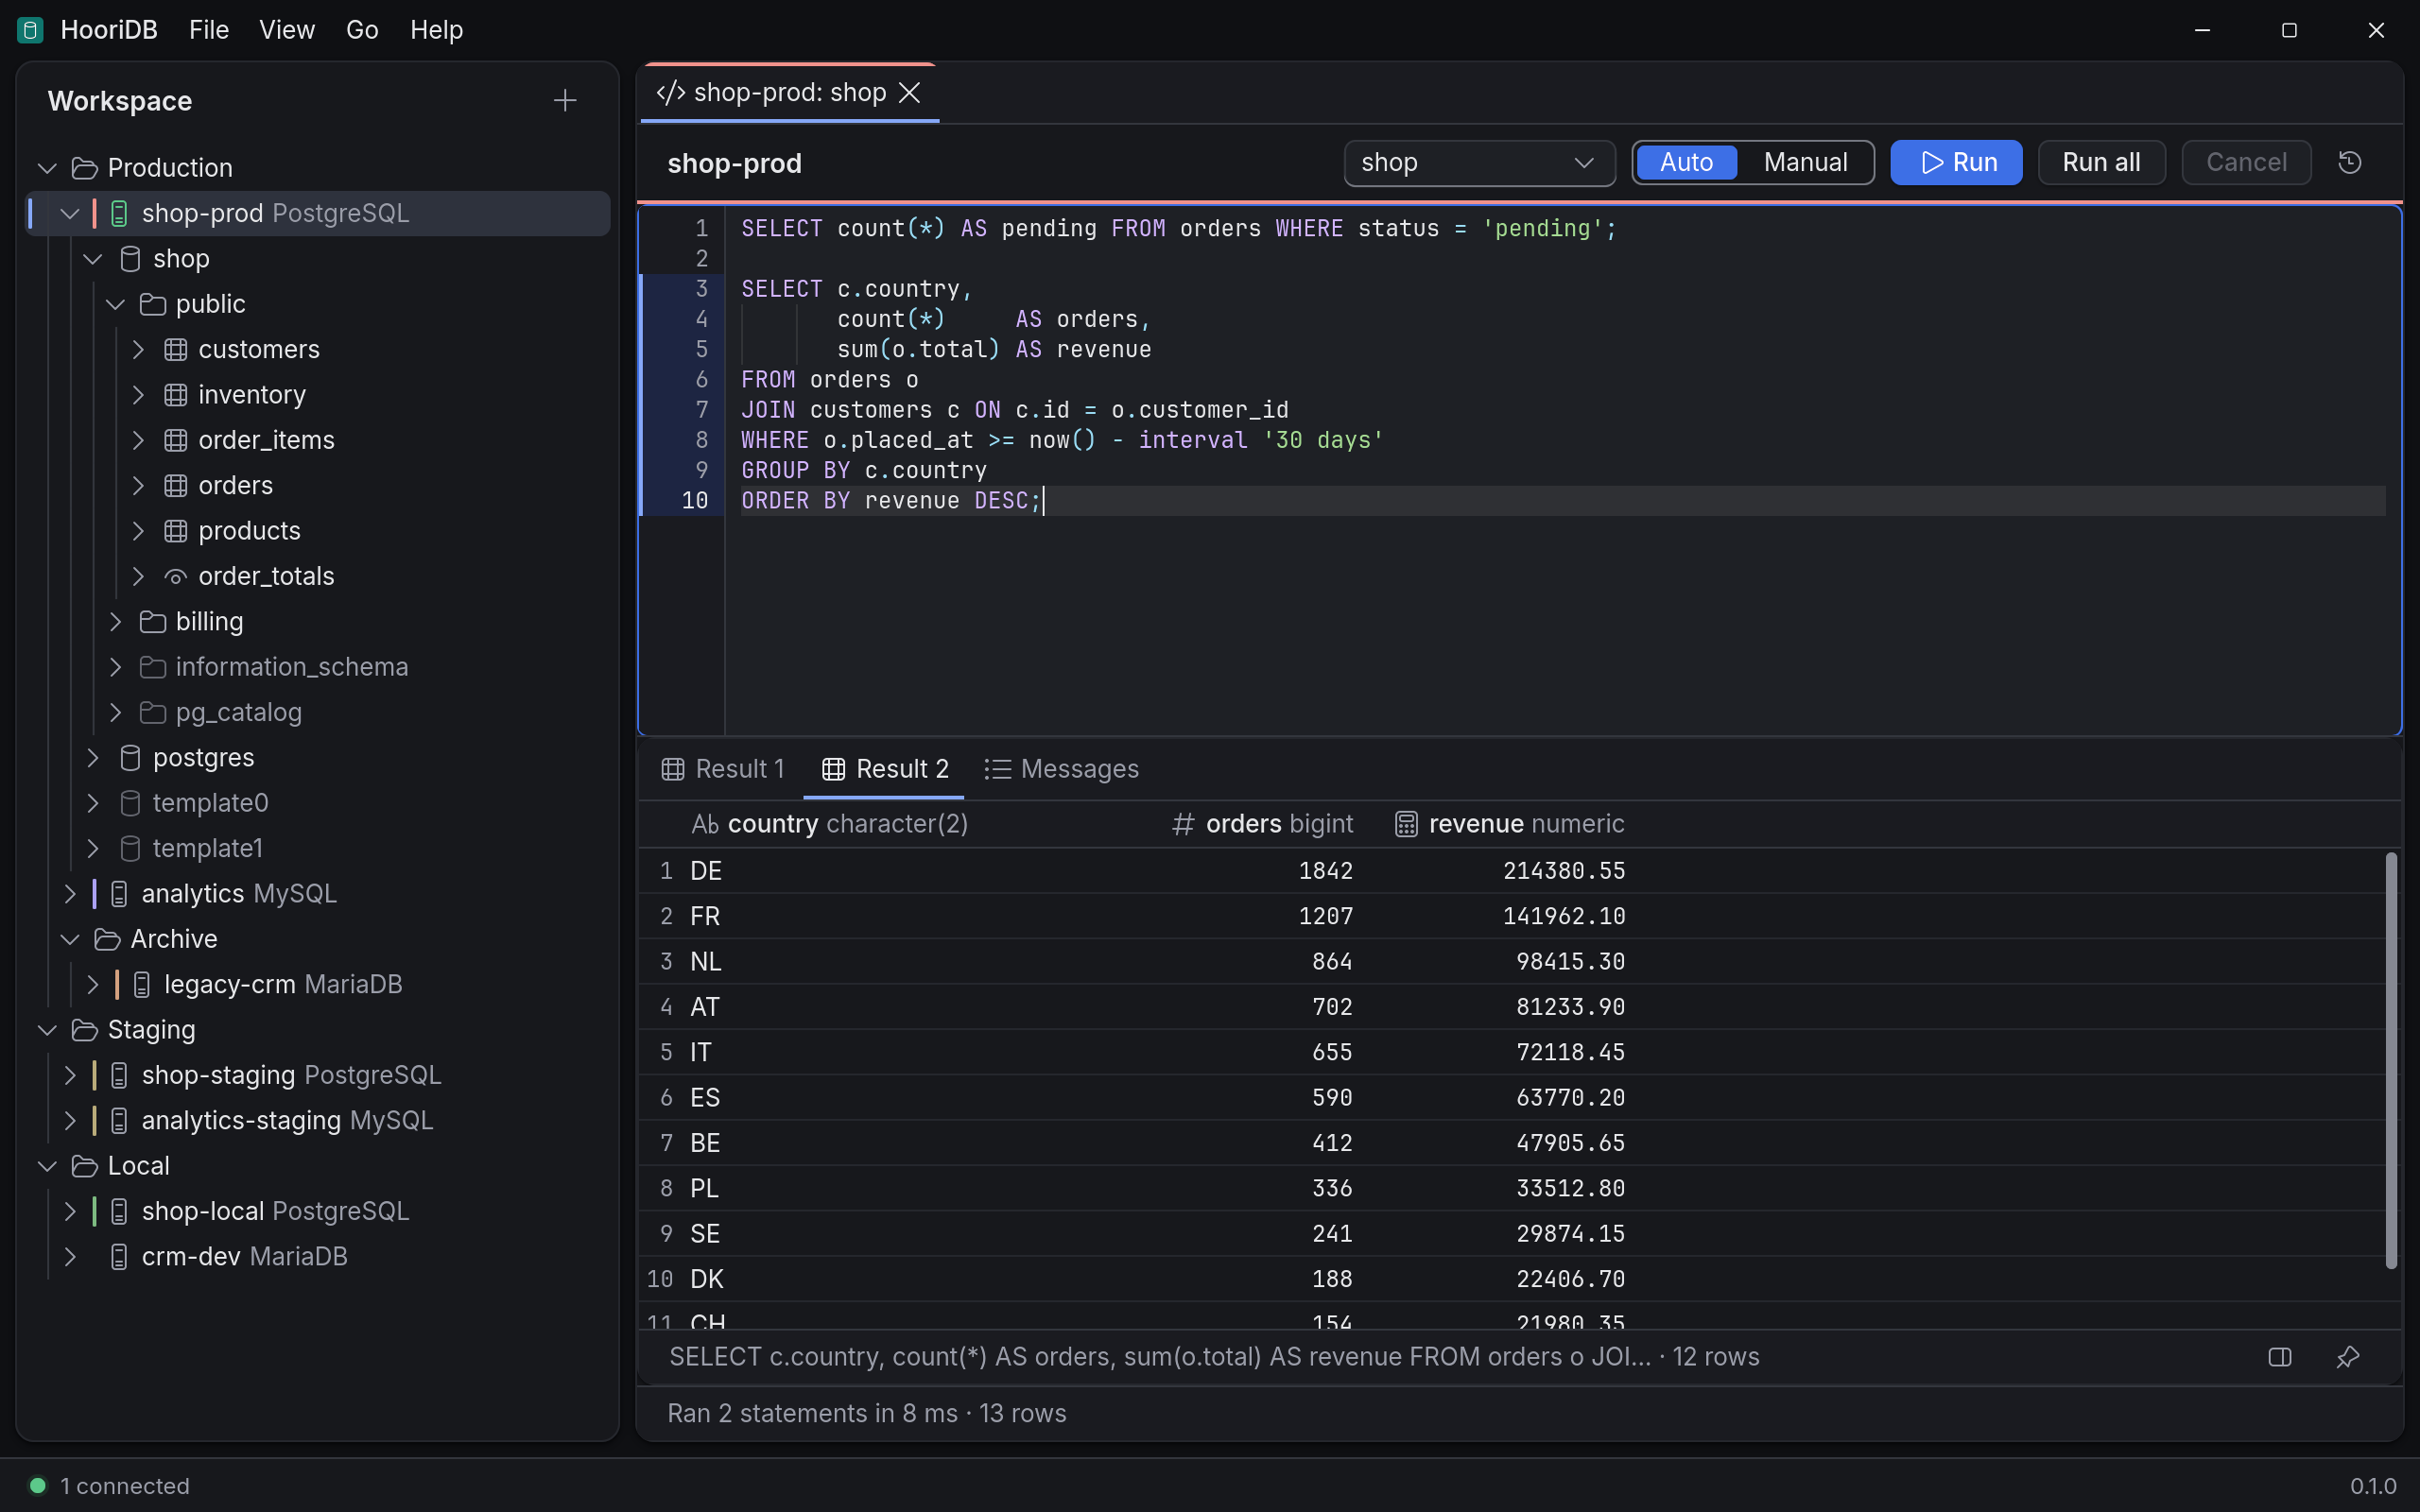 HooriDB File View Go Help
Workspace
Production
shop-prod PostgreSQL
shop
public
customers
inventory
order_items
orders
products
order_totals
billing
information_schema
pg_catalog
postgres
template0
template1
analytics MySQL
Archive
legacy-crm MariaDB
Staging
shop-staging PostgreSQL
analytics-staging MySQL
Local
shop-local PostgreSQL
crm-dev MariaDB
shop-prod: shop
shop-prod shop Auto Manual Run Run all Cancel
1 SELECT count(*) AS pending FROM orders WHERE status = 'pending';
2
3 SELECT c.country,
4 count(*) AS orders,
5 sum(o.total) AS revenue
6 FROM orders o
7 JOIN customers c ON c.id = o.customer_id
8 WHERE o.placed_at >= now() - interval '30 days'
9 GROUP BY c.country
10 ORDER BY revenue DESC;
Result 1 Result 2 Messages
Ab country character(2) # orders bigint revenue numeric
1 DE 1842 214380.55
2 FR 1207 141962.10
3 NL 864 98415.30
4 AT 702 81233.90
5 IT 655 72118.45
6 ES 590 63770.20
7 BE 412 47905.65
8 PL 336 33512.80
9 SE 241 29874.15
10 DK 188 22406.70
11 CH 154 21980.35
SELECT c.country, count(*) AS orders, sum(o.total) AS revenue FROM orders o JOI... · 12 rows
Ran 2 statements in 8 ms · 13 rows
1 connected 0.1.0